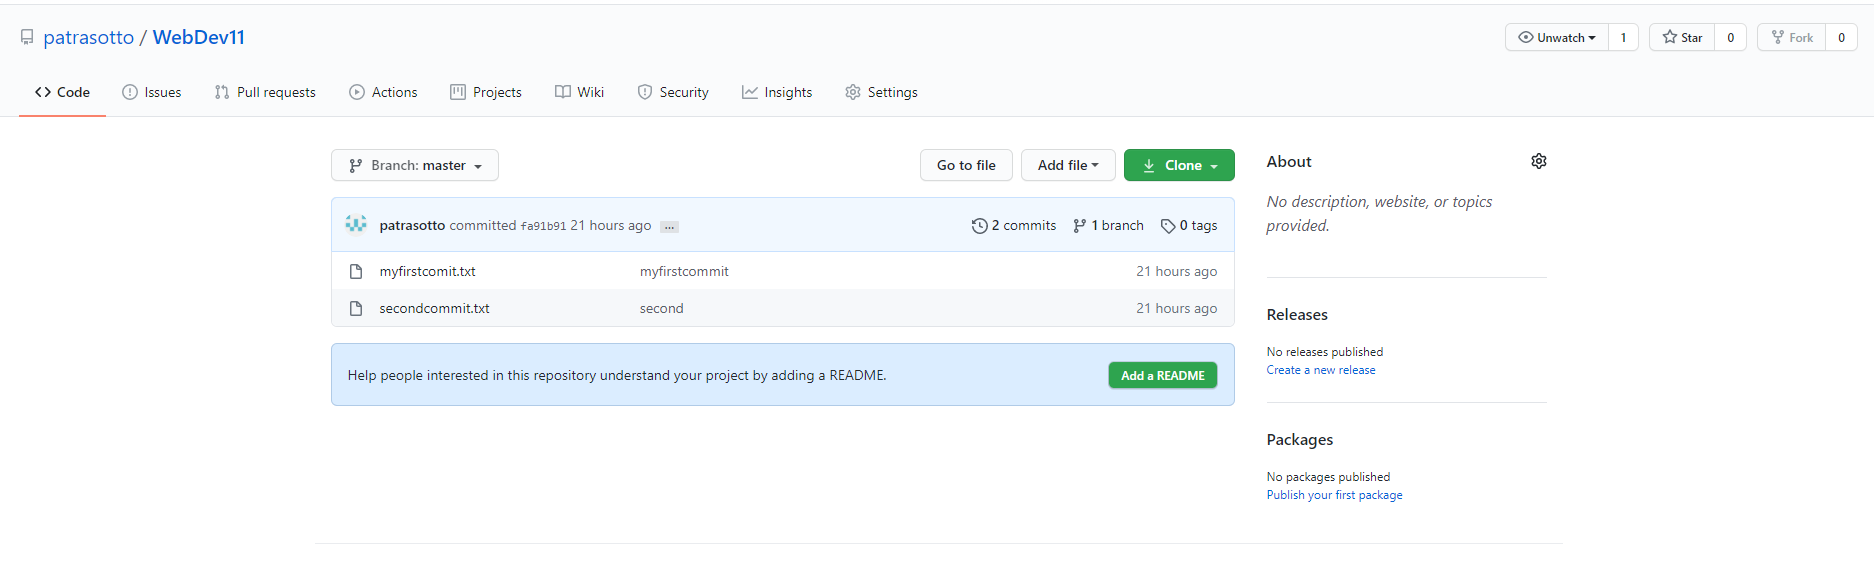 patrasotto / WebDev11
Unwatch 1 Star 0 Fork 0
Code Issues Pull requests Actions Projects Wiki Security Insights Settings
Branch: master Go to file Add file Clone
patrasotto committed fa91b91 21 hours ago ... 2 commits 1 branch 0 tags
myfirstcomit.txt myfirstcommit 21 hours ago
secondcommit.txt second 21 hours ago
Help people interested in this repository understand your project by adding a README. Add a README
About
No description, website, or topics
provided.
Releases
No releases published
Create a new release
Packages
No packages published
Publish your first package